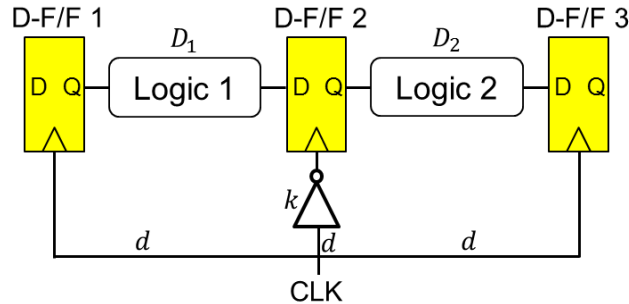 D-F/F 1 D-F/F 2 D-F/F 3
D₁ D₂
D Q Logic 1 D Q Logic 2 D Q
k
d d d
CLK